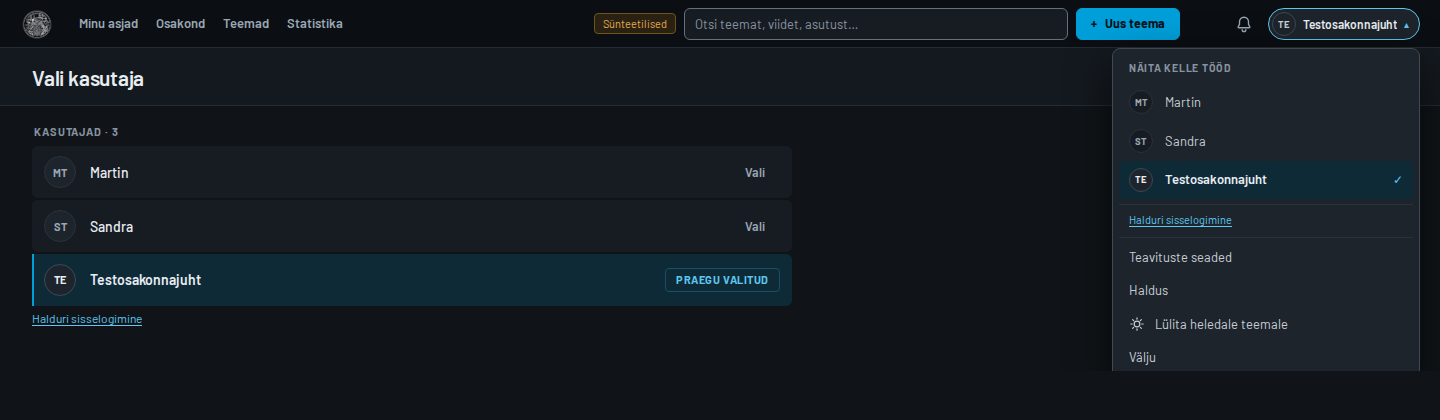 Minu asjad
Osakond
Teemad
Statistika
Sünteetilised
Otsi teemat, viidet, asutust...
+ Uus teema
TE
Testosakonnajuht
Vali kasutaja
KASUTAJAD · 3
MT
Martin
Vali
ST
Sandra
Vali
TE
Testosakonnajuht
PRAEGU VALITUD
Halduri sisselogimine
NÄITA KELLE TÖÖD
MT
Martin
ST
Sandra
TE
Testosakonnajuht
Halduri sisselogimine
Teavituste seaded
Haldus
Lülita heledale teemale
Välju